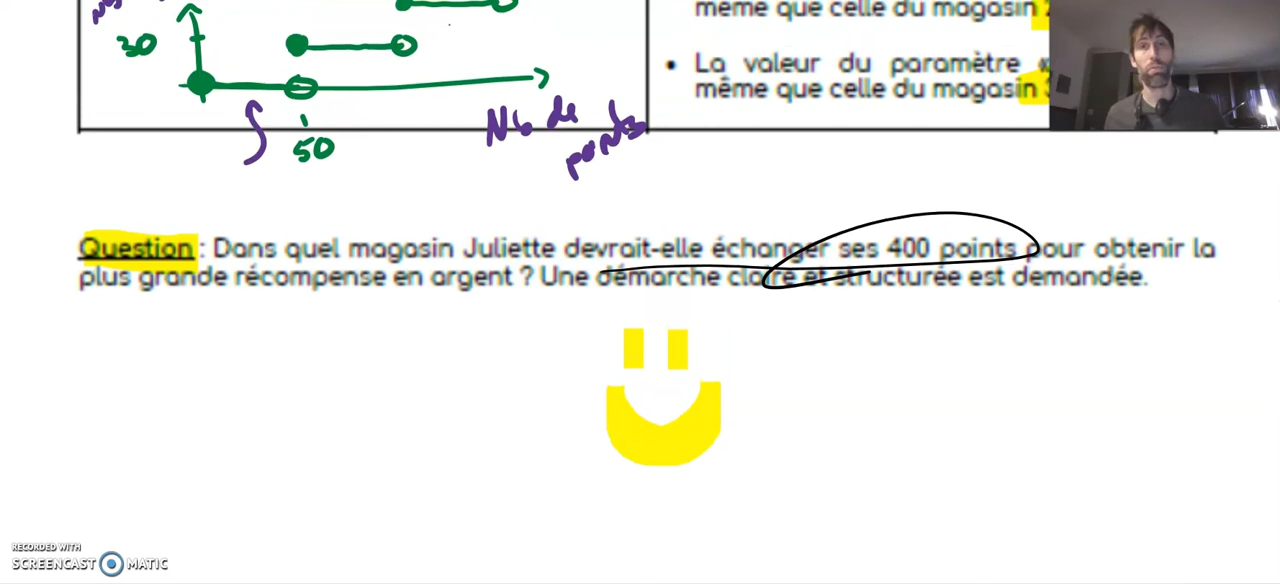 même que celle du magasin
30
La valeur du paramètre
même que celle du magasin
Nb de
points
50
Question : Dans quel magasin Juliette devrait-elle échanger ses 400 points pour obtenir la
plus grande récompense en argent ? Une démarche claire et structurée est demandée.
RECORDED WITH
SCREENCAST MATIC